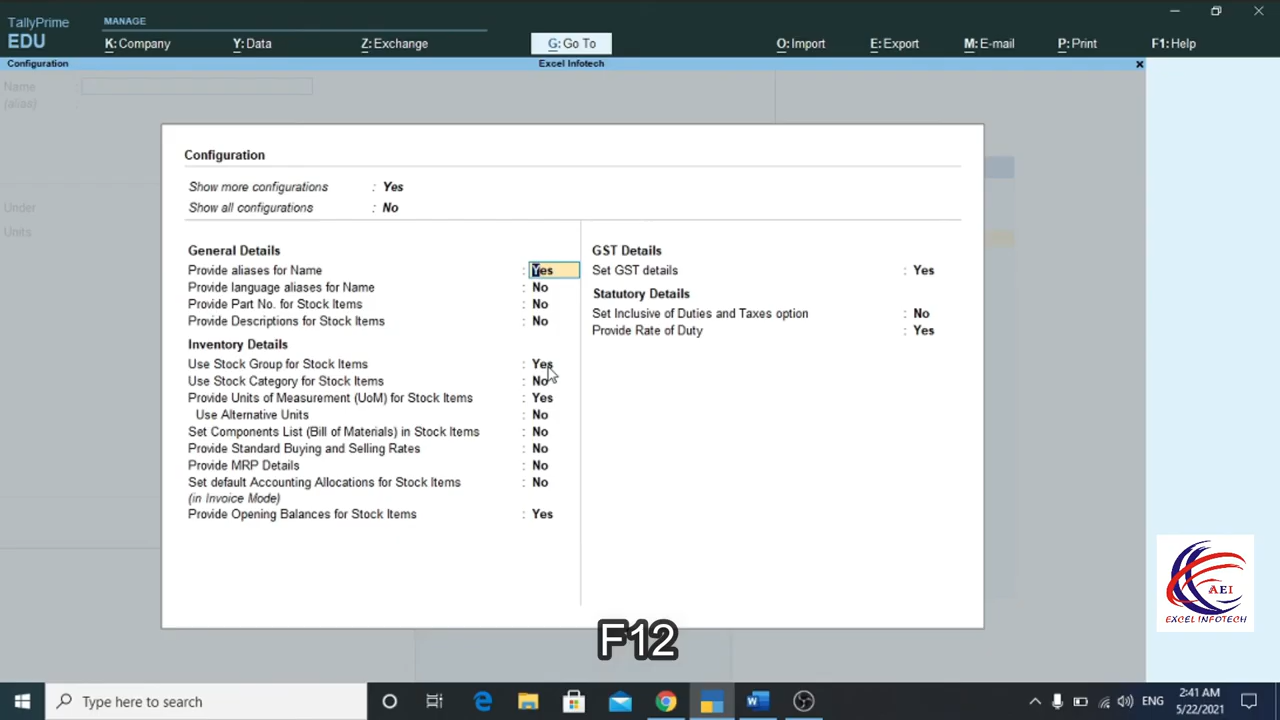 TallyPrime
EDU
MANAGE
K:Company
Y:Data
Z:Exchange
G:Go To
O:Import
E:Export
M:E-mail
P:Print
F1:Help
Configuration
Excel Infotech
Name
(alias)
Under
Units
Configuration
Show more configurations : Yes
Show all configurations : No
General Details
Provide aliases for Name : Yes
Provide language aliases for Name : No
Provide Part No. for Stock Items : No
Provide Descriptions for Stock Items : No
Inventory Details
Use Stock Group for Stock Items : Yes
Use Stock Category for Stock Items : No
Provide Units of Measurement (UoM) for Stock Items : Yes
Use Alternative Units : No
Set Components List (Bill of Materials) in Stock Items : No
Provide Standard Buying and Selling Rates : No
Provide MRP Details : No
Set default Accounting Allocations for Stock Items : No
(in Invoice Mode)
Provide Opening Balances for Stock Items : Yes
GST Details
Set GST details : Yes
Statutory Details
Set Inclusive of Duties and Taxes option : No
Provide Rate of Duty : Yes
AEI
EXCEL INFOTECH
F12
Type here to search
ENG
2:41 AM
5/22/2021